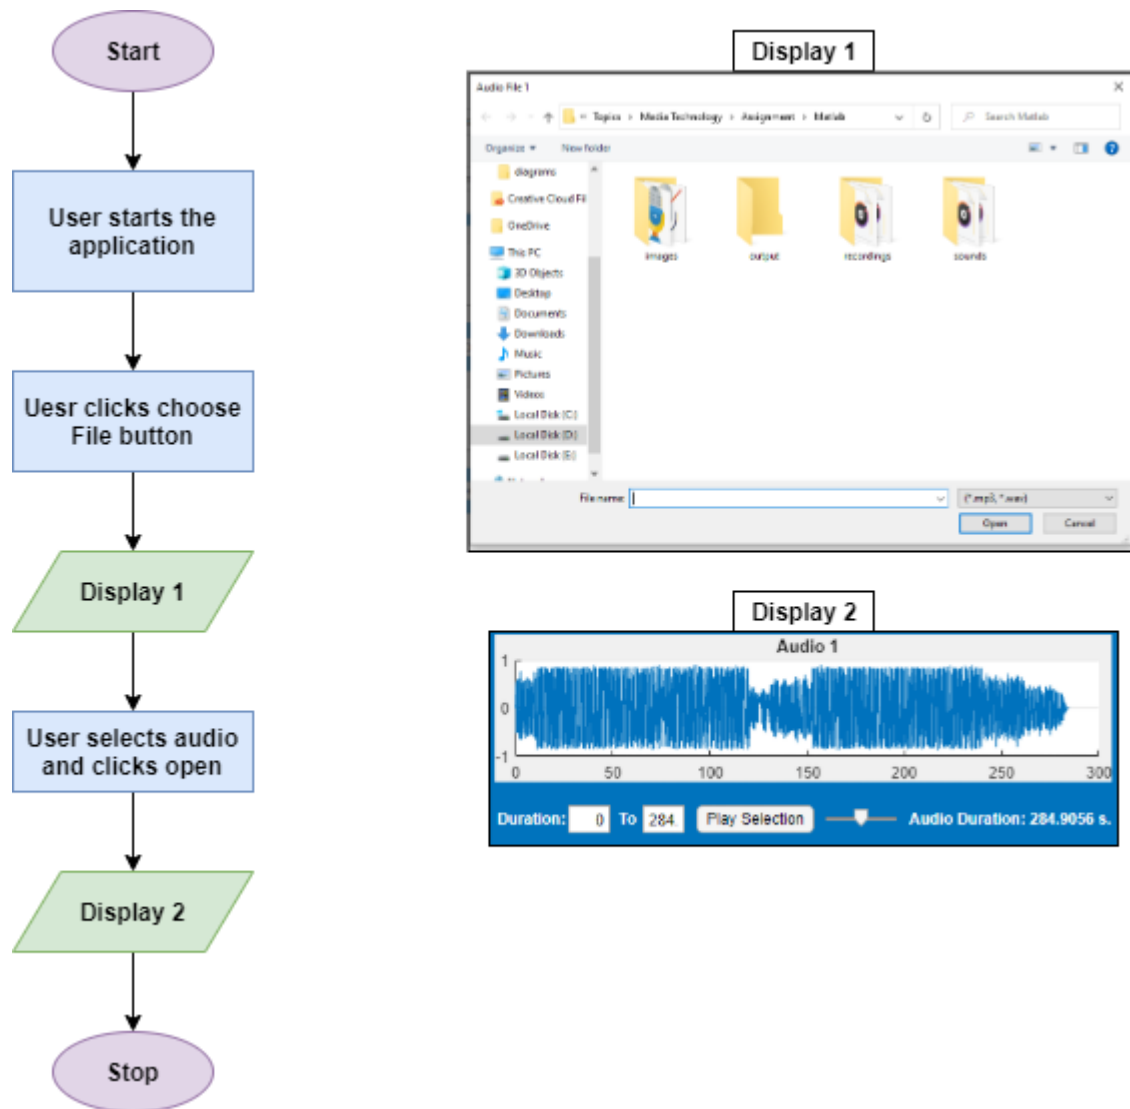 Start
User starts the
application
Uesr clicks choose
File button
Display 1
User selects audio
and clicks open
Display 2
Stop
Display 1
Audio File 1
« Topics › Media Technology › Assignment › Matlab
Search Matlab
Organize
New folder
diagrams
Creative Cloud Fil
OneDrive
This PC
3D Objects
Desktop
Documents
Downloads
Music
Pictures
Videos
Local Disk (C:)
Local Disk (D:)
Local Disk (E:)
images
output
recordings
sounds
File name:
(*.mp3, *.wav)
Open
Cancel
Display 2
Audio 1
1
0
-1
0 50 100 150 200 250 300
Duration: 0 To 284. Play Selection Audio Duration: 284.9056 s.